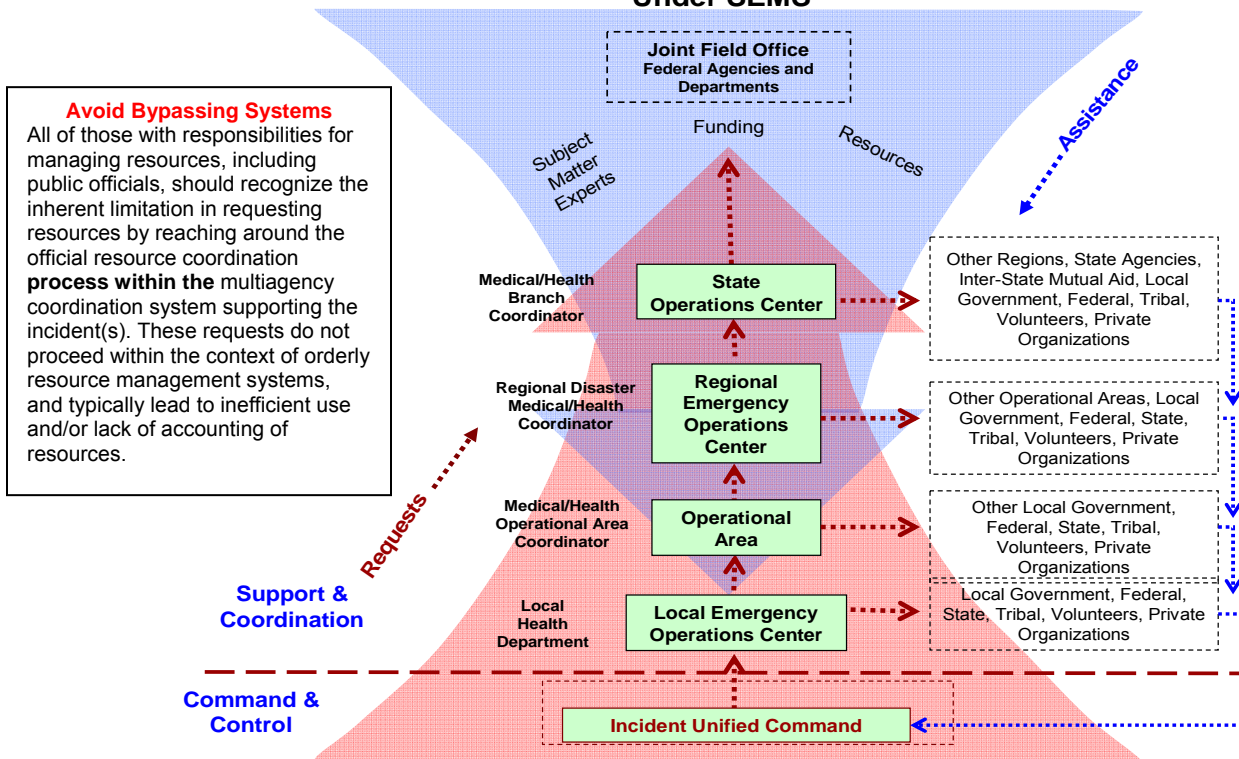 Under SEMS
Joint Field Office
Federal Agencies and
Departments
Avoid Bypassing Systems
All of those with responsibilities for
managing resources, including
public officials, should recognize the
inherent limitation in requesting
resources by reaching around the
official resource coordination
process within the multiagency
coordination system supporting the
incident(s). These requests do not
proceed within the context of orderly
resource management systems,
and typically lead to inefficient use
and/or lack of accounting of
resources.
Subject
Matter
Experts
Funding
Resources
Assistance
Medical/Health
Branch
Coordinator
State
Operations Center
Other Regions, State Agencies,
Inter-State Mutual Aid, Local
Government, Federal, Tribal,
Volunteers, Private
Organizations
Regional Disaster
Medical/Health
Coordinator
Regional
Emergency
Operations
Center
Other Operational Areas, Local
Government, Federal, State,
Tribal, Volunteers, Private
Organizations
Requests
Medical/Health
Operational Area
Coordinator
Operational
Area
Other Local Government,
Federal, State, Tribal,
Volunteers, Private
Organizations
Support &
Coordination
Local
Health
Department
Local Emergency
Operations Center
Local Government, Federal,
State, Tribal, Volunteers, Private
Organizations
Command &
Control
Incident Unified Command